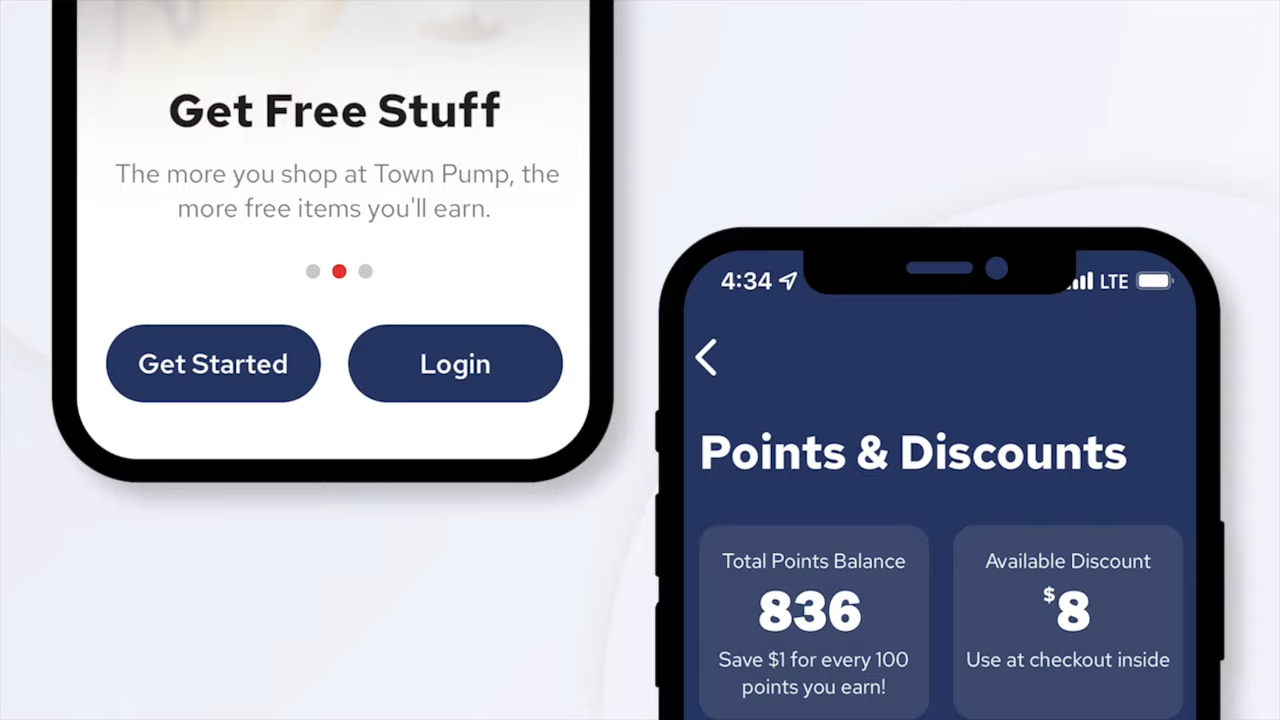 Get Free Stuff
The more you shop at Town Pump, the
more free items you'll earn.
Get Started
Login
4:34
LTE
Points & Discounts
Total Points Balance
836
Save $1 for every 100
points you earn!
Available Discount
$8
Use at checkout inside